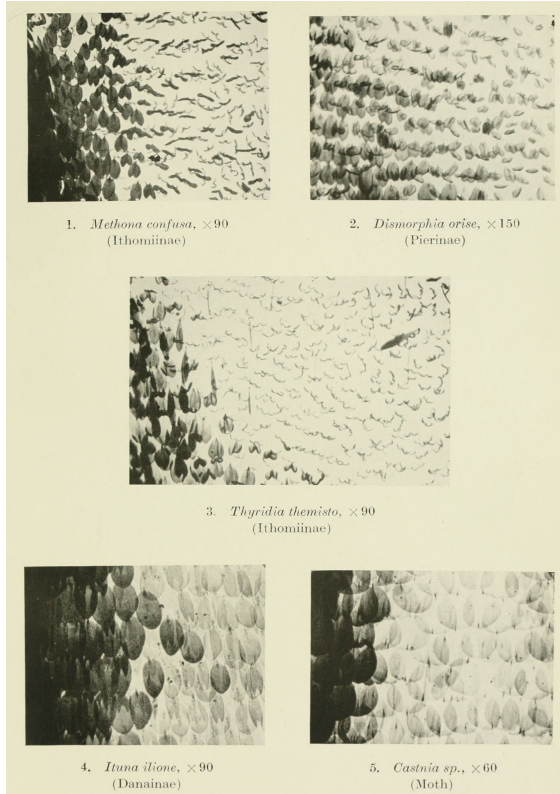 1. Methona confusa, ×90
(Ithomiinae)
2. Dismorphia orise, ×150
(Pierinae)
3. Thyridia themisto, ×90
(Ithomiinae)
4. Ituna ilione, ×90
(Danainae)
5. Castnia sp., ×60
(Moth)